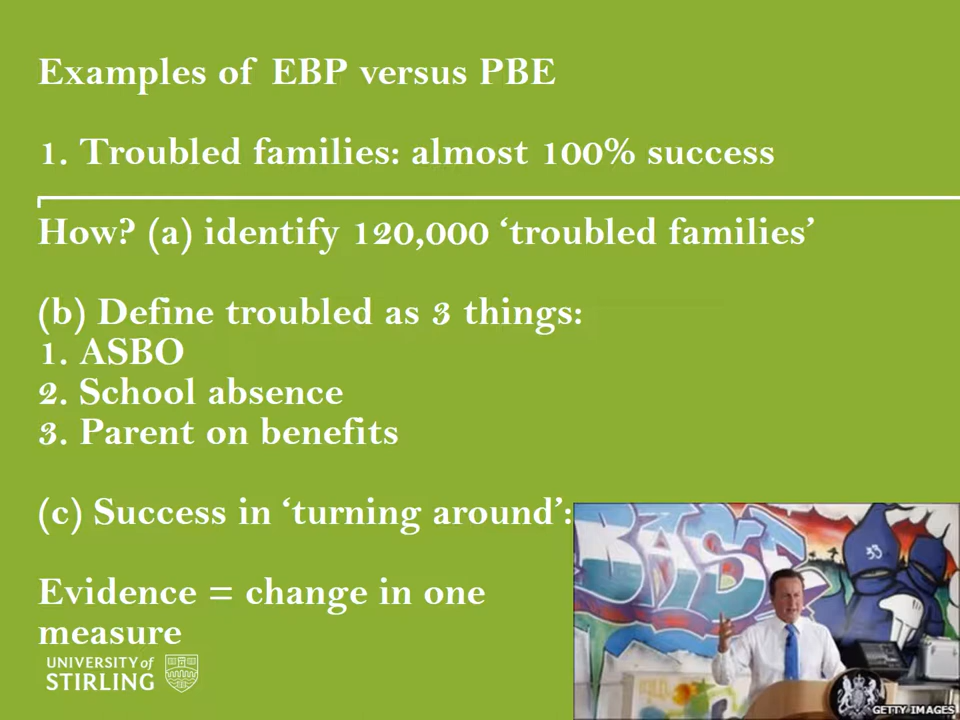 Examples of EBP versus PBE
1. Troubled families: almost 100% success
How? (a) identify 120,000 ‘troubled families’
(b) Define troubled as 3 things:
1. ASBO
2. School absence
3. Parent on benefits
(c) Success in ‘turning around’:
Evidence = change in one
measure
UNIVERSITY of
STIRLING
BASE
33
GETTY IMAGES